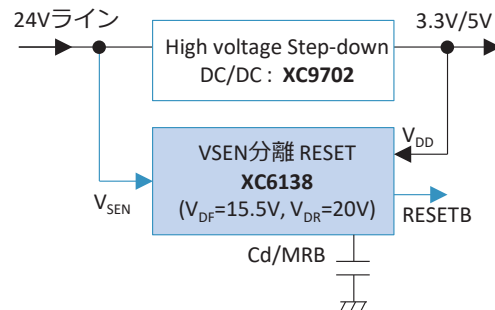 24Vライン
3.3V/5V
High voltage Step-down
DC/DC : XC9702
VDD
VSEN分離 RESET
XC6138
(VDF=15.5V, VDR=20V)
VSEN
RESETB
Cd/MRB